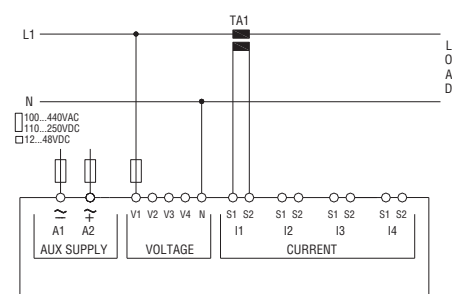 TA1
L1
L
O
A
D
N
100...440VAC
110...250VDC
12...48VDC
V1 V2 V3 V4 N S1 S2 S1 S2 S1 S2 S1 S2
A1 A2 I1 I2 I3 I4
AUX SUPPLY VOLTAGE CURRENT